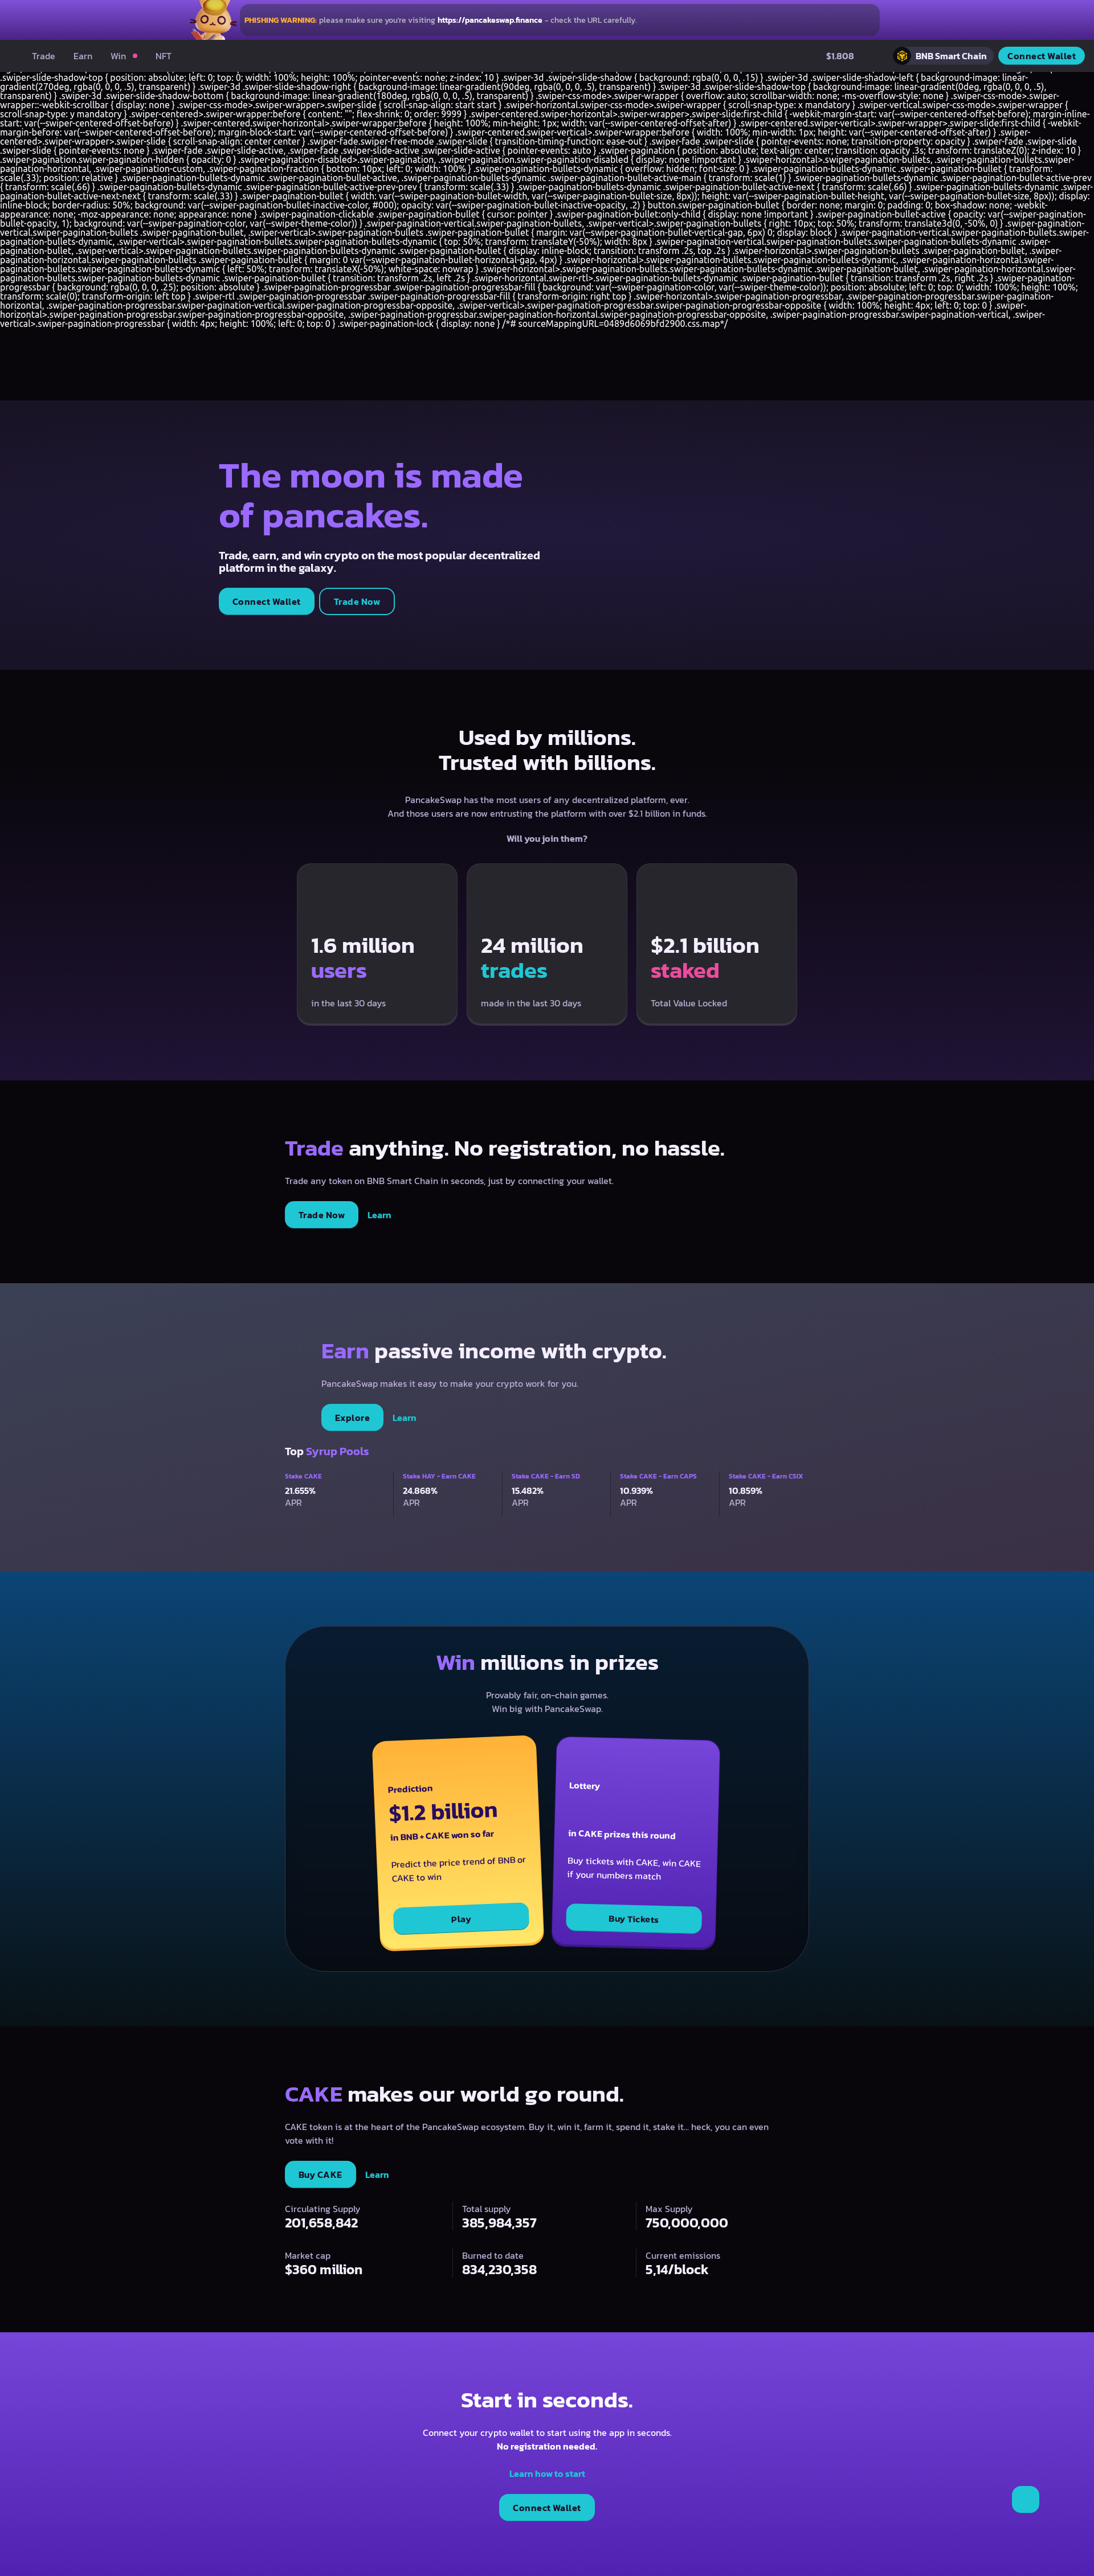 PHISHING WARNING: please make sure you're visiting https://pancakeswap.finance - check the URL carefully.
Trade Earn Win NFT $1.808 BNB Smart Chain Connect Wallet
.swiper-slide-shadow-top { position: absolute; left: 0; top: 0; width: 100%; height: 100%; pointer-events: none; z-index: 10 } .swiper-3d .swiper-slide-shadow { background: rgba(0, 0, 0, .15) } .swiper-3d .swiper-slide-shadow-left { background-image: linear-
gradient(270deg, rgba(0, 0, 0, .5), transparent) } .swiper-3d .swiper-slide-shadow-right { background-image: linear-gradient(90deg, rgba(0, 0, 0, .5), transparent) } .swiper-3d .swiper-slide-shadow-top { background-image: linear-gradient(0deg, rgba(0, 0, 0, .5),
transparent) } .swiper-3d .swiper-slide-shadow-bottom { background-image: linear-gradient(180deg, rgba(0, 0, 0, .5), transparent) } .swiper-css-mode>.swiper-wrapper { overflow: auto; scrollbar-width: none; -ms-overflow-style: none } .swiper-css-mode>.swiper-
wrapper::-webkit-scrollbar { display: none } .swiper-css-mode>.swiper-wrapper>.swiper-slide { scroll-snap-align: start start } .swiper-horizontal.swiper-css-mode>.swiper-wrapper { scroll-snap-type: x mandatory } .swiper-vertical.swiper-css-mode>.swiper-wrapper {
scroll-snap-type: y mandatory } .swiper-centered>.swiper-wrapper:before { content: ""; flex-shrink: 0; order: 9999 } .swiper-centered.swiper-horizontal>.swiper-wrapper>.swiper-slide:first-child { -webkit-margin-start: var(--swiper-centered-offset-before); margin-inline-
start: var(--swiper-centered-offset-before) } .swiper-centered.swiper-horizontal>.swiper-wrapper:before { height: 100%; min-height: 1px; width: var(--swiper-centered-offset-after) } .swiper-centered.swiper-vertical>.swiper-wrapper>.swiper-slide:first-child { -webkit-
margin-before: var(--swiper-centered-offset-before); margin-block-start: var(--swiper-centered-offset-before) } .swiper-centered.swiper-vertical>.swiper-wrapper:before { width: 100%; min-width: 1px; height: var(--swiper-centered-offset-after) } .swiper-
centered>.swiper-wrapper>.swiper-slide { scroll-snap-align: center center } .swiper-fade.swiper-free-mode .swiper-slide { transition-timing-function: ease-out } .swiper-fade .swiper-slide { pointer-events: none; transition-property: opacity } .swiper-fade .swiper-slide
.swiper-slide { pointer-events: none } .swiper-fade .swiper-slide-active, .swiper-fade .swiper-slide-active .swiper-slide-active { pointer-events: auto } .swiper-pagination { position: absolute; text-align: center; transition: opacity .3s; transform: translateZ(0); z-index: 10 }
.swiper-pagination.swiper-pagination-hidden { opacity: 0 } .swiper-pagination-disabled>.swiper-pagination, .swiper-pagination.swiper-pagination-disabled { display: none !important } .swiper-horizontal>.swiper-pagination-bullets, .swiper-pagination-bullets.swiper-
pagination-horizontal, .swiper-pagination-custom, .swiper-pagination-fraction { bottom: 10px; left: 0; width: 100% } .swiper-pagination-bullets-dynamic { overflow: hidden; font-size: 0 } .swiper-pagination-bullets-dynamic .swiper-pagination-bullet { transform:
scale(.33); position: relative } .swiper-pagination-bullets-dynamic .swiper-pagination-bullet-active, .swiper-pagination-bullets-dynamic .swiper-pagination-bullet-active-main { transform: scale(1) } .swiper-pagination-bullets-dynamic .swiper-pagination-bullet-active-prev
{ transform: scale(.66) } .swiper-pagination-bullets-dynamic .swiper-pagination-bullet-active-prev-prev { transform: scale(.33) } .swiper-pagination-bullets-dynamic .swiper-pagination-bullet-active-next { transform: scale(.66) } .swiper-pagination-bullets-dynamic .swiper-
pagination-bullet-active-next-next { transform: scale(.33) } .swiper-pagination-bullet { width: var(--swiper-pagination-bullet-width, var(--swiper-pagination-bullet-size, 8px)); height: var(--swiper-pagination-bullet-height, var(--swiper-pagination-bullet-size, 8px)); display:
inline-block; border-radius: 50%; background: var(--swiper-pagination-bullet-inactive-color, #000); opacity: var(--swiper-pagination-bullet-inactive-opacity, .2) } button.swiper-pagination-bullet { border: none; margin: 0; padding: 0; box-shadow: none; -webkit-
appearance: none; -moz-appearance: none; appearance: none } .swiper-pagination-clickable .swiper-pagination-bullet { cursor: pointer } .swiper-pagination-bullet:only-child { display: none !important } .swiper-pagination-bullet-active { opacity: var(--swiper-pagination-
bullet-opacity, 1); background: var(--swiper-pagination-color, var(--swiper-theme-color)) } .swiper-pagination-vertical.swiper-pagination-bullets, .swiper-vertical>.swiper-pagination-bullets { right: 10px; top: 50%; transform: translate3d(0, -50%, 0) } .swiper-pagination-
vertical.swiper-pagination-bullets .swiper-pagination-bullet, .swiper-vertical>.swiper-pagination-bullets .swiper-pagination-bullet { margin: var(--swiper-pagination-bullet-vertical-gap, 6px) 0; display: block } .swiper-pagination-vertical.swiper-pagination-bullets.swiper-
pagination-bullets-dynamic, .swiper-vertical>.swiper-pagination-bullets.swiper-pagination-bullets-dynamic { top: 50%; transform: translateY(-50%); width: 8px } .swiper-pagination-vertical.swiper-pagination-bullets.swiper-pagination-bullets-dynamic .swiper-
pagination-bullet, .swiper-vertical>.swiper-pagination-bullets.swiper-pagination-bullets-dynamic .swiper-pagination-bullet { display: inline-block; transition: transform .2s, top .2s } .swiper-horizontal>.swiper-pagination-bullets .swiper-pagination-bullet, .swiper-
pagination-horizontal.swiper-pagination-bullets .swiper-pagination-bullet { margin: 0 var(--swiper-pagination-bullet-horizontal-gap, 4px) } .swiper-horizontal>.swiper-pagination-bullets.swiper-pagination-bullets-dynamic, .swiper-pagination-horizontal.swiper-
pagination-bullets.swiper-pagination-bullets-dynamic { left: 50%; transform: translateX(-50%); white-space: nowrap } .swiper-horizontal>.swiper-pagination-bullets.swiper-pagination-bullets-dynamic .swiper-pagination-bullet, .swiper-pagination-horizontal.swiper-
pagination-bullets.swiper-pagination-bullets-dynamic .swiper-pagination-bullet { transition: transform .2s, left .2s } .swiper-horizontal.swiper-rtl>.swiper-pagination-bullets-dynamic .swiper-pagination-bullet { transition: transform .2s, right .2s } .swiper-pagination-
progressbar { background: rgba(0, 0, 0, .25); position: absolute } .swiper-pagination-progressbar .swiper-pagination-progressbar-fill { background: var(--swiper-pagination-color, var(--swiper-theme-color)); position: absolute; left: 0; top: 0; width: 100%; height: 100%;
transform: scale(0); transform-origin: left top } .swiper-rtl .swiper-pagination-progressbar .swiper-pagination-progressbar-fill { transform-origin: right top } .swiper-horizontal>.swiper-pagination-progressbar, .swiper-pagination-progressbar.swiper-pagination-
horizontal, .swiper-pagination-progressbar.swiper-pagination-vertical.swiper-pagination-progressbar-opposite, .swiper-vertical>.swiper-pagination-progressbar.swiper-pagination-progressbar-opposite { width: 100%; height: 4px; left: 0; top: 0 } .swiper-
horizontal>.swiper-pagination-progressbar.swiper-pagination-progressbar-opposite, .swiper-pagination-progressbar.swiper-pagination-horizontal.swiper-pagination-progressbar-opposite, .swiper-pagination-progressbar.swiper-pagination-vertical, .swiper-
vertical>.swiper-pagination-progressbar { width: 4px; height: 100%; left: 0; top: 0 } .swiper-pagination-lock { display: none } /*# sourceMappingURL=0489d6069bfd2900.css.map*/
The moon is made
of pancakes.
Trade, earn, and win crypto on the most popular decentralized
platform in the galaxy.
Connect Wallet Trade Now
Used by millions.
Trusted with billions.
PancakeSwap has the most users of any decentralized platform, ever.
And those users are now entrusting the platform with over $2.1 billion in funds.
Will you join them?
1.6 million
users
in the last 30 days
24 million
trades
made in the last 30 days
$2.1 billion
staked
Total Value Locked
Trade anything. No registration, no hassle.
Trade any token on BNB Smart Chain in seconds, just by connecting your wallet.
Trade Now Learn
Earn passive income with crypto.
PancakeSwap makes it easy to make your crypto work for you.
Explore Learn
Top Syrup Pools
Stake CAKE
21.655%
APR
Stake HAY - Earn CAKE
24.868%
APR
Stake CAKE - Earn SD
15.482%
APR
Stake CAKE - Earn CAPS
10.939%
APR
Stake CAKE - Earn CSIX
10.859%
APR
Win millions in prizes
Provably fair, on-chain games.
Win big with PancakeSwap.
Prediction
$1.2 billion
in BNB + CAKE won so far
Predict the price trend of BNB or
CAKE to win
Play
Lottery
in CAKE prizes this round
Buy tickets with CAKE, win CAKE
if your numbers match
Buy Tickets
CAKE makes our world go round.
CAKE token is at the heart of the PancakeSwap ecosystem. Buy it, win it, farm it, spend it, stake it... heck, you can even
vote with it!
Buy CAKE Learn
Circulating Supply
201,658,842
Total supply
385,984,357
Max Supply
750,000,000
Market cap
$360 million
Burned to date
834,230,358
Current emissions
5,14/block
Start in seconds.
Connect your crypto wallet to start using the app in seconds.
No registration needed.
Learn how to start
Connect Wallet